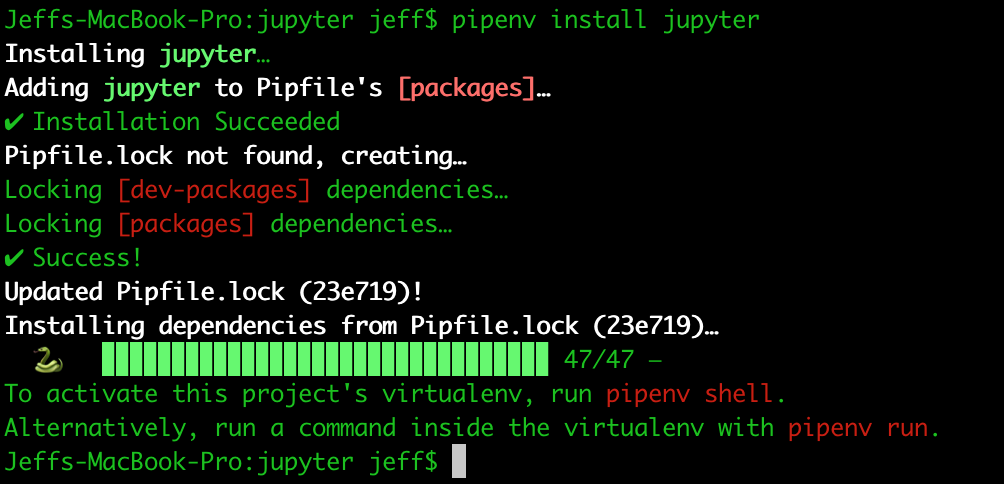 Jeffs-MacBook-Pro:jupyter jeff$ pipenv install jupyter
Installing jupyter…
Adding jupyter to Pipfile's [packages]…
✔ Installation Succeeded
Pipfile.lock not found, creating…
Locking [dev-packages] dependencies…
Locking [packages] dependencies…
✔ Success!
Updated Pipfile.lock (23e719)!
Installing dependencies from Pipfile.lock (23e719)…
🐍 ▉▉▉▉▉▉▉▉▉▉▉▉▉▉▉▉▉▉▉▉▉▉▉▉▉▉▉▉▉▉▉▉ 47/47 —
To activate this project's virtualenv, run pipenv shell.
Alternatively, run a command inside the virtualenv with pipenv run.
Jeffs-MacBook-Pro:jupyter jeff$